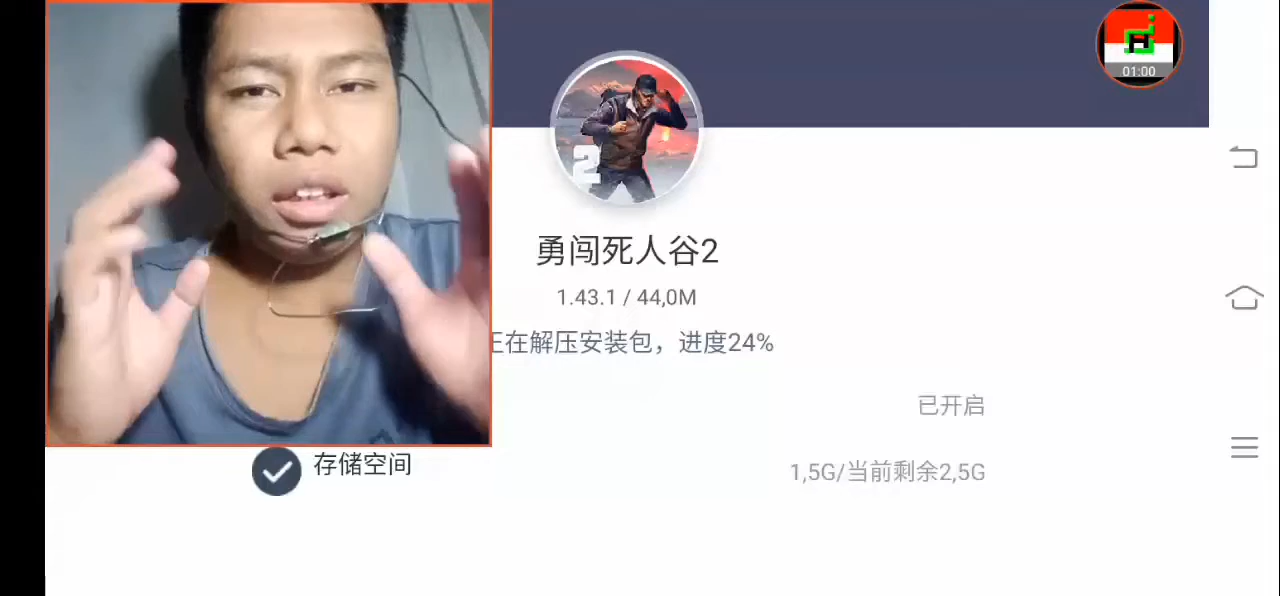 01:00
2
勇闯死人谷2
1.43.1 / 44,0M
正在解压安装包，进度24%
已开启
存储空间
1,5G/当前剩余2,5G